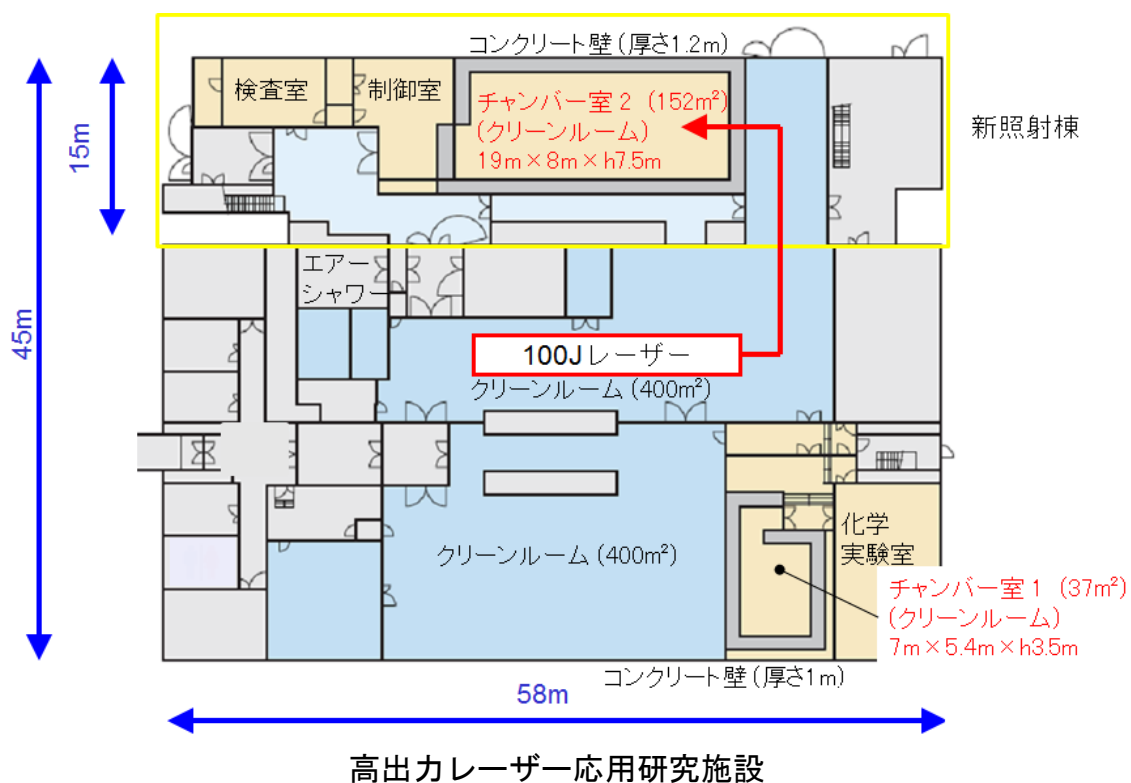 コンクリート壁(厚さ1.2m)
検査室
制御室
チャンバー室2 (152m²)
(クリーンルーム)
19m×8m×h7.5m
新照射棟
15m
45m
エアー
シャワー
100Jレーザー
クリーンルーム(400m²)
クリーンルーム(400m²)
化学
実験室
チャンバー室1 (37m²)
(クリーンルーム)
7m×5.4m×h3.5m
コンクリート壁(厚さ1m)
58m
高出力レーザー応用研究施設